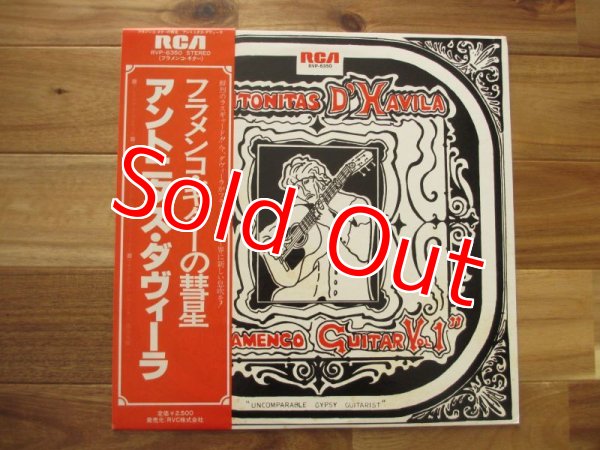 RCA
RVP-6360 STEREO
(フラメンコ・ギター)
フラメンコ・ギターの彗星
アントニタス・ダヴィーラ
定価¥2,500
発売元 RVC株式会社
RCA
RVP-6360
TTONITAS D'HAVILA
LAMENCO GUITAR VOL 1"
"UNCOMPARABLE GYPSY GUITARIST"
Sold Out